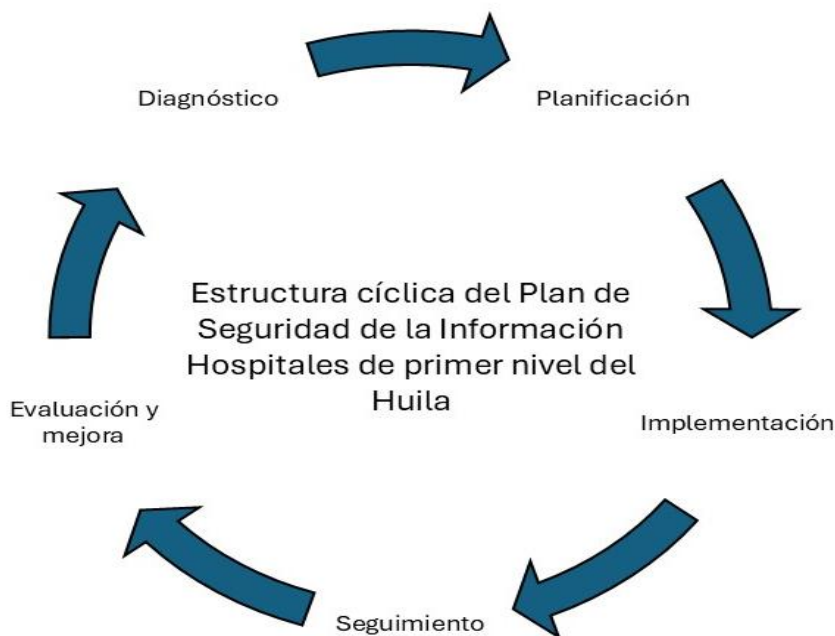 Diagnóstico
Planificación
Estructura cíclica del Plan de
Seguridad de la Información
Hospitales de primer nivel del
Huila
Evaluación y
mejora
Implementación
Seguimiento